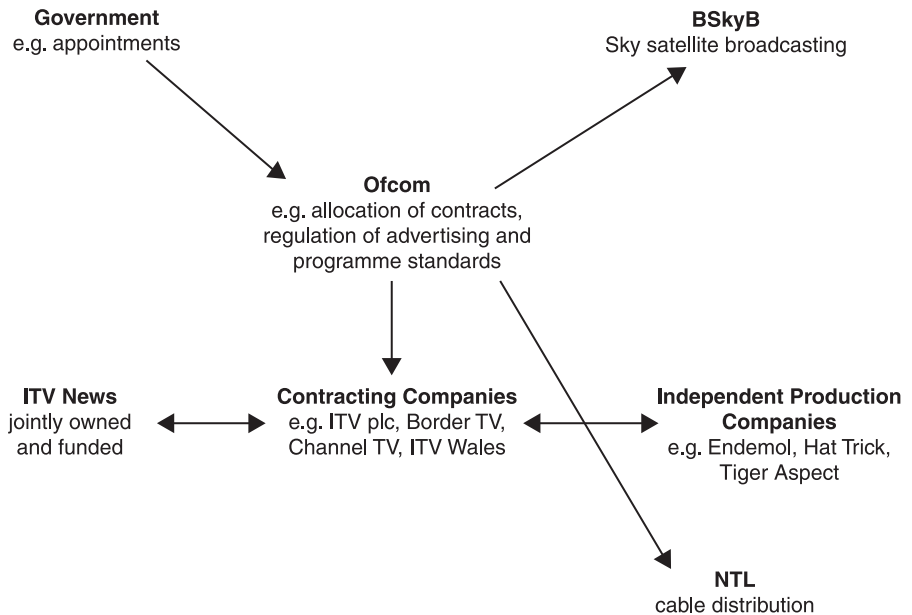 Government
e.g. appointments
BSkyB
Sky satellite broadcasting
Ofcom
e.g. allocation of contracts,
regulation of advertising and
programme standards
ITV News
jointly owned
and funded
Contracting Companies
e.g. ITV plc, Border TV,
Channel TV, ITV Wales
Independent Production
Companies
e.g. Endemol, Hat Trick,
Tiger Aspect
NTL
cable distribution